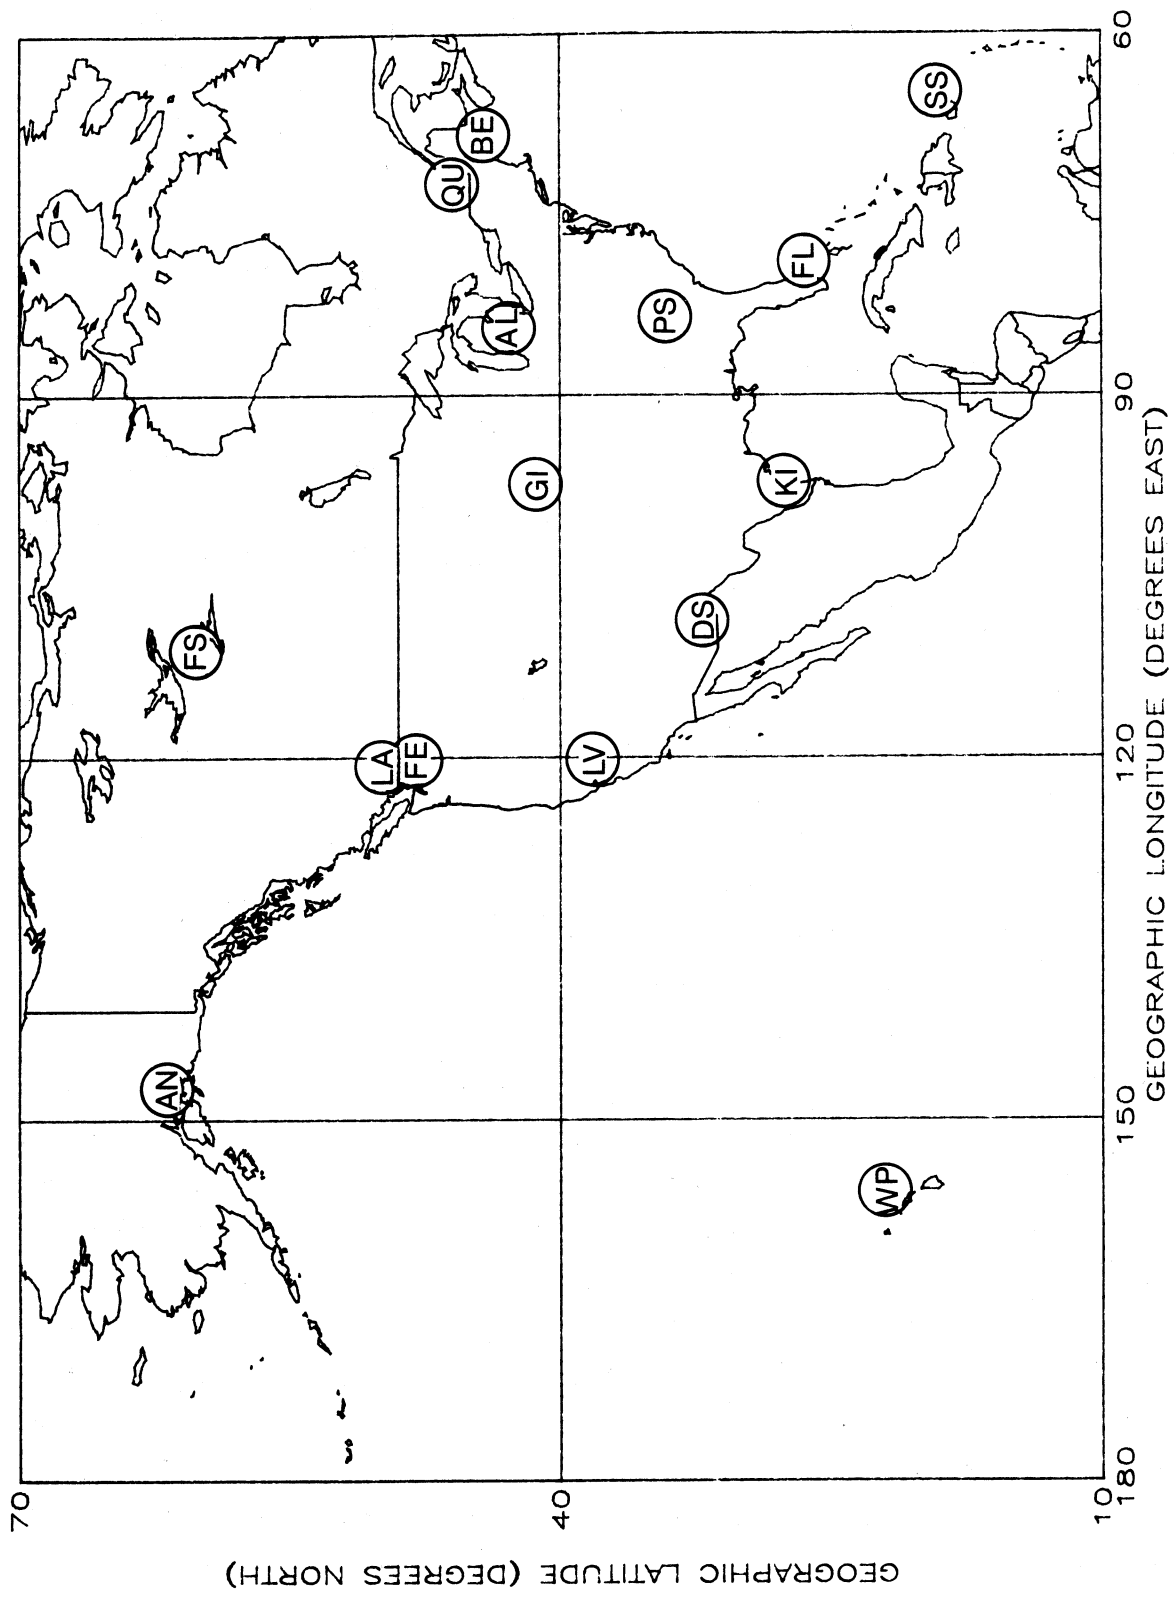 70
40
10
180
150
120
90
60
GEOGRAPHIC LATITUDE (DEGREES NORTH)
GEOGRAPHIC LONGITUDE (DEGREES EAST)
AN
FS
LA
FE
LV
GI
DS
KI
AL
QU
BE
PS
FL
SS
WP